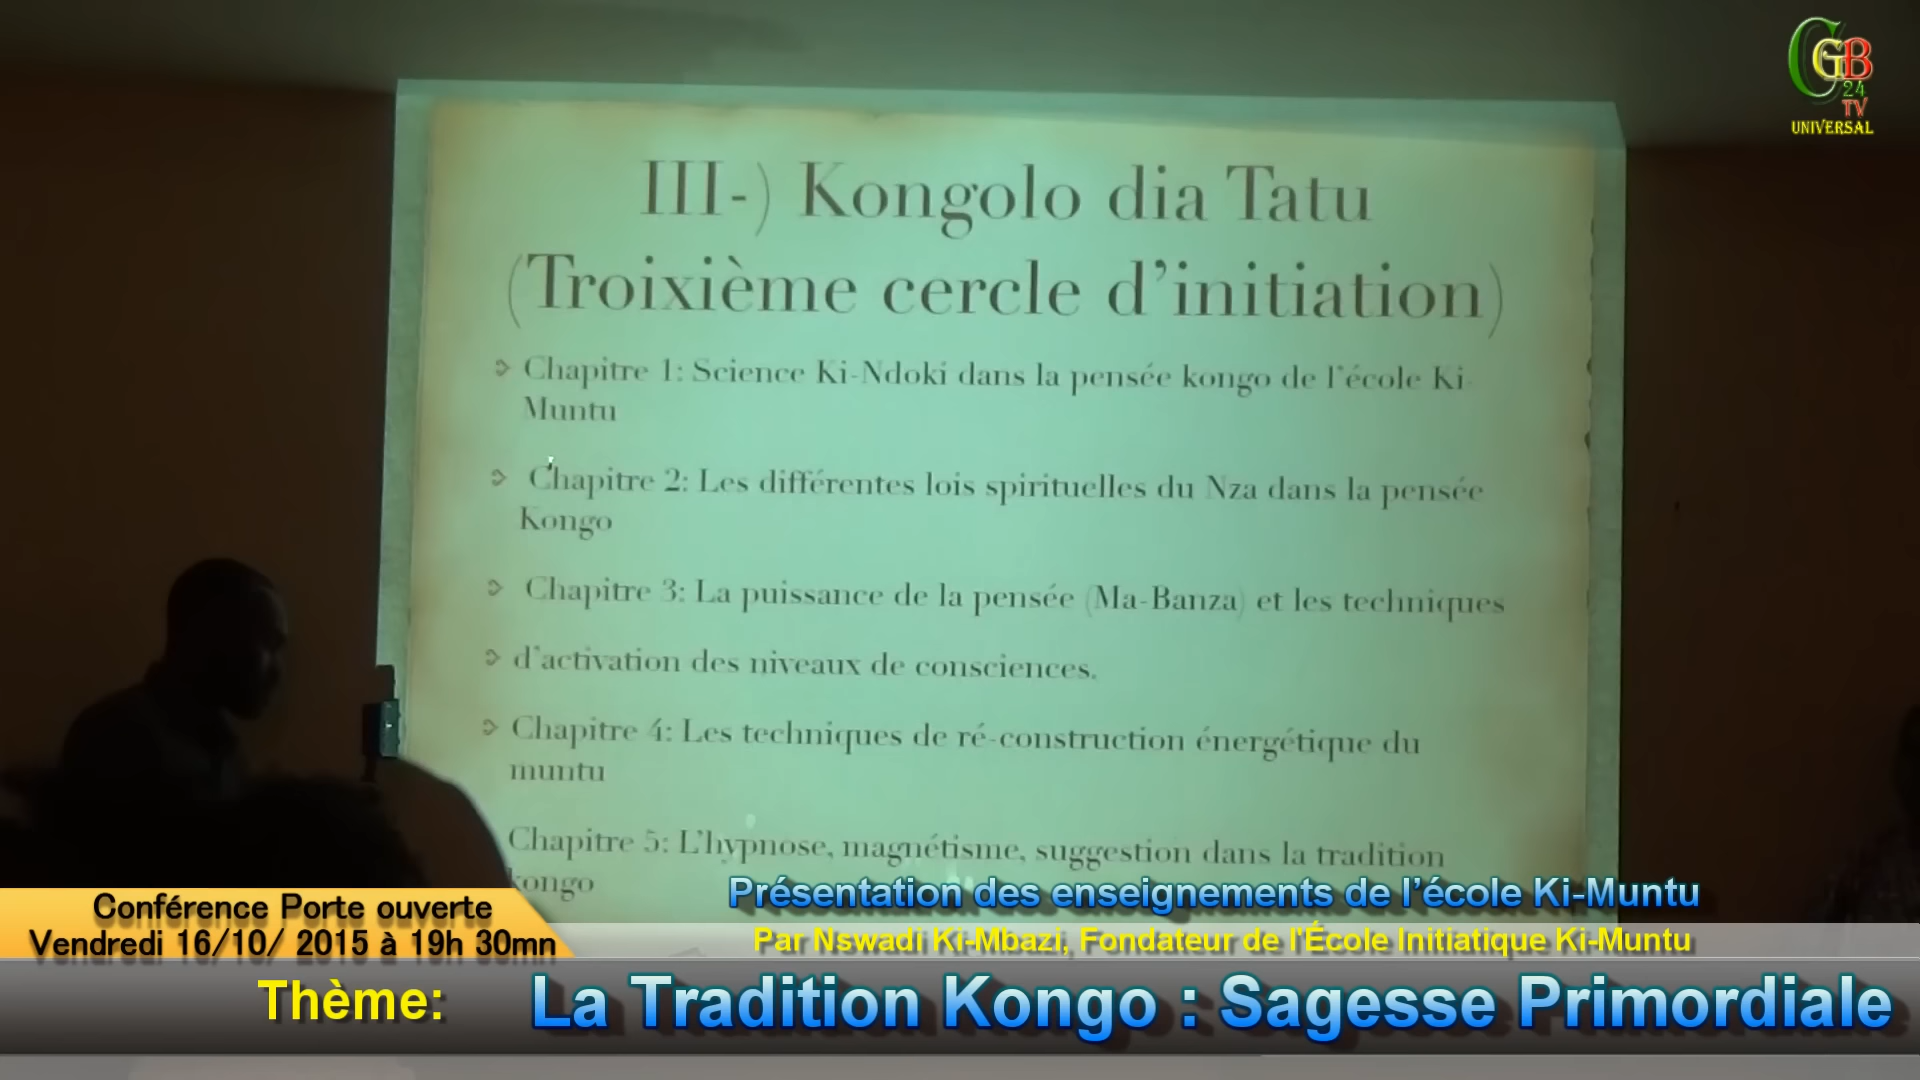 CGB
24
TV
UNIVERSAL
III-) Kongolo dia Tatu
(Troixième cercle d'initiation)
Chapitre 1: Science Ki-Ndoki dans la pensée kongo de l'école Ki-
Muntu
Chapitre 2: Les différentes lois spirituelles du Nza dans la pensée
Kongo
Chapitre 3: La puissance de la pensée (Ma-Banza) et les techniques
d'activation des niveaux de consciences.
Chapitre 4: Les techniques de ré-construction énergétique du
muntu
Chapitre 5: L'hypnose, magnétisme, suggestion dans la tradition
kongo
Présentation des enseignements de l'école Ki-Muntu
Conférence Porte ouverte
Vendredi 16/10/ 2015 à 19h 30mn
Par Nswadi Ki-Mbazi, Fondateur de l'École Initiatique Ki-Muntu
Thème: La Tradition Kongo : Sagesse Primordiale